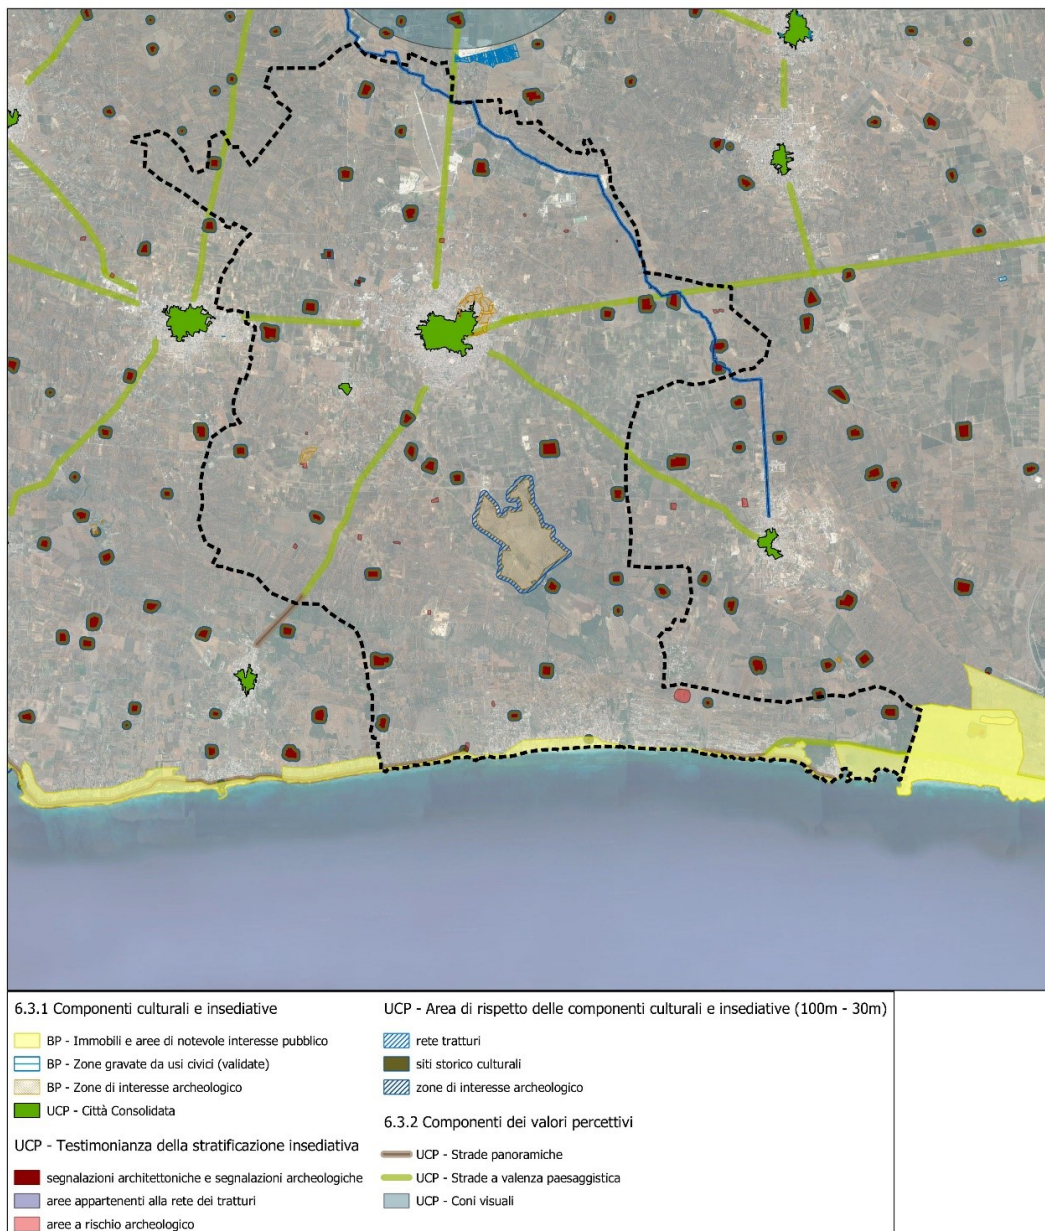 6.3.1 Componenti culturali e insediative
BP - Immobili e aree di notevole interesse pubblico
BP - Zone gravate da usi civici (validate)
BP - Zone di interesse archeologico
UCP - Città Consolidata
UCP - Testimonianza della stratificazione insediativa
segnalazioni architettoniche e segnalazioni archeologiche
aree appartenenti alla rete dei tratturi
aree a rischio archeologico
UCP - Area di rispetto delle componenti culturali e insediative (100m - 30m)
rete tratturi
siti storico culturali
zone di interesse archeologico
6.3.2 Componenti dei valori percettivi
UCP - Strade panoramiche
UCP - Strade a valenza paesaggistica
UCP - Coni visuali